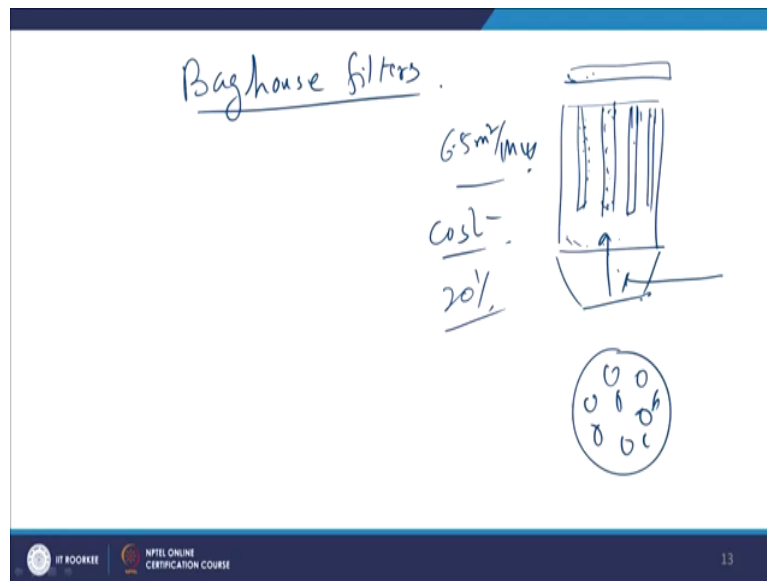 Baghouse filters.
6.5m²/mw
Cost-
20%.
IIT ROORKEE
NPTEL ONLINE
CERTIFICATION COURSE
13